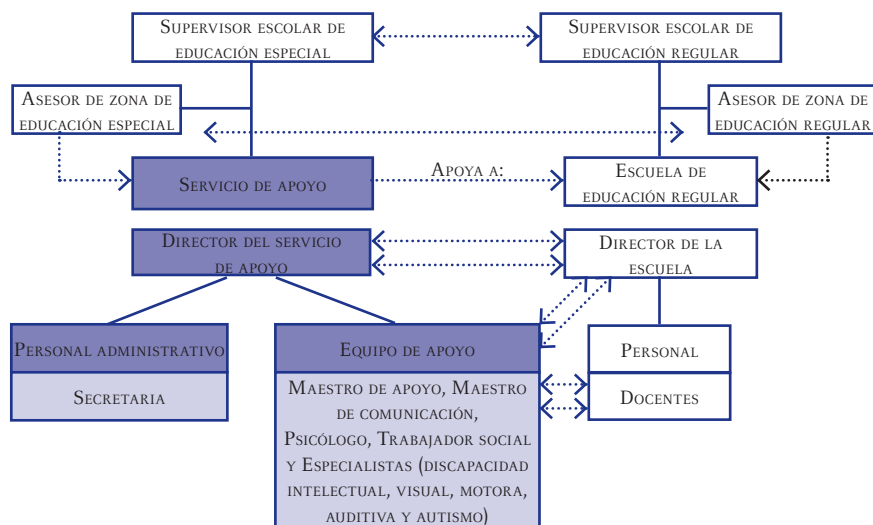 Supervisor escolar de
educación especial
Supervisor escolar de
educación regular
Asesor de zona de
educación especial
Asesor de zona de
educación regular
Servicio de apoyo
Apoya a:
Escuela de
educación regular
Director del servicio
de apoyo
Director de la
escuela
Personal administrativo
Secretaria
Equipo de apoyo
Maestro de apoyo, Maestro
de comunicación,
Psicólogo, Trabajador social
y Especialistas (discapacidad
intelectual, visual, motora,
auditiva y autismo)
Personal
Docentes